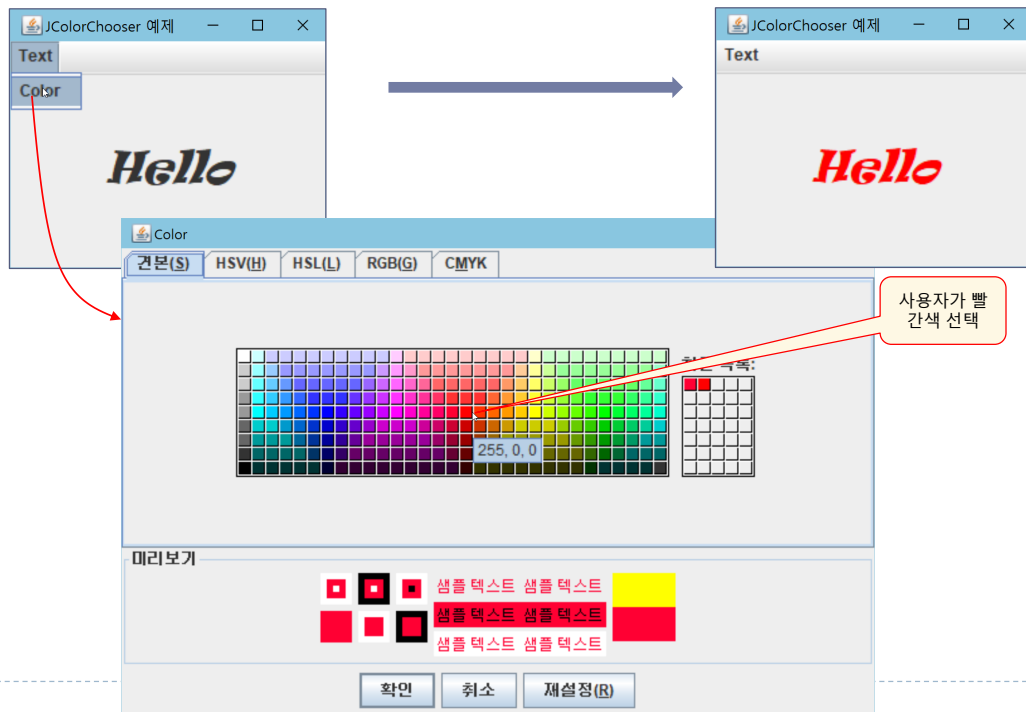 JColorChooser 예제
Text
Color
Hello
JColorChooser 예제
Text
Hello
Color
견본(S)
HSV(H)
HSL(L)
RGB(G)
CMYK
사용자가 빨
간색 선택
255, 0, 0
미리보기
샘플 텍스트 샘플 텍스트
샘플 텍스트 샘플 텍스트
샘플 텍스트 샘플 텍스트
확인
취소
재설정(R)